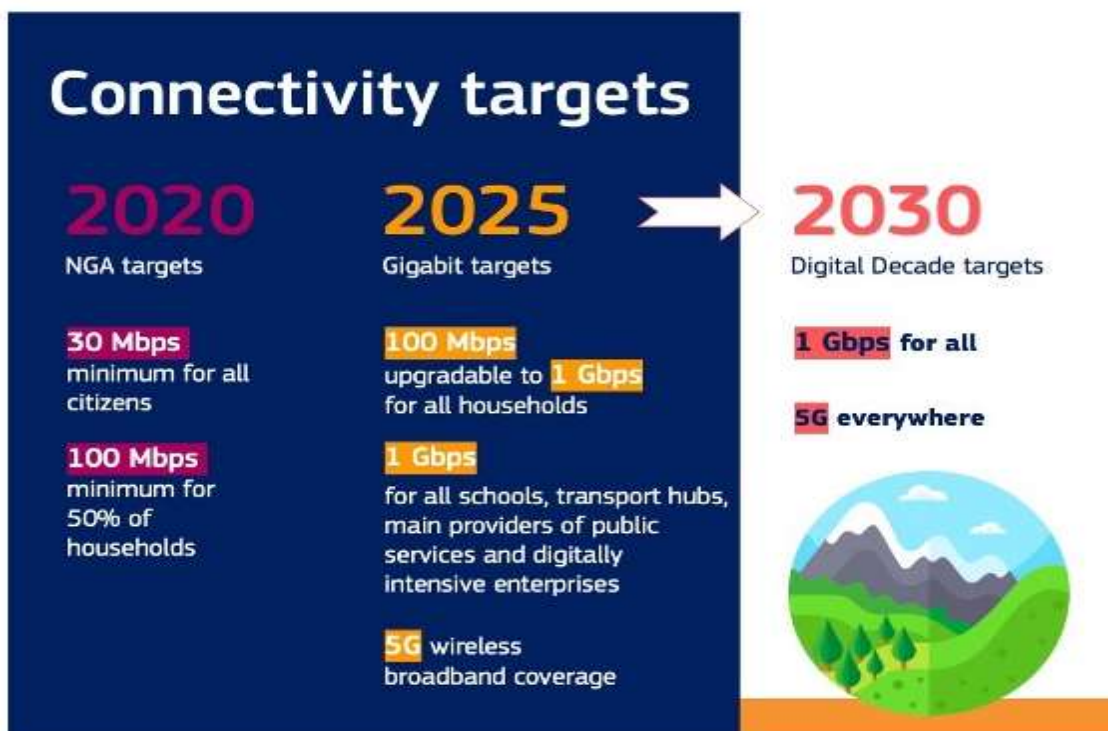 Connectivity targets
2020
NGA targets
30 Mbps
minimum for all
citizens
100 Mbps
minimum for
50% of
households
2025
Gigabit targets
100 Mbps
upgradable to 1 Gbps
for all households
1 Gbps
for all schools, transport hubs,
main providers of public
services and digitally
intensive enterprises
5G wireless
broadband coverage
2030
Digital Decade targets
1 Gbps for all
5G everywhere